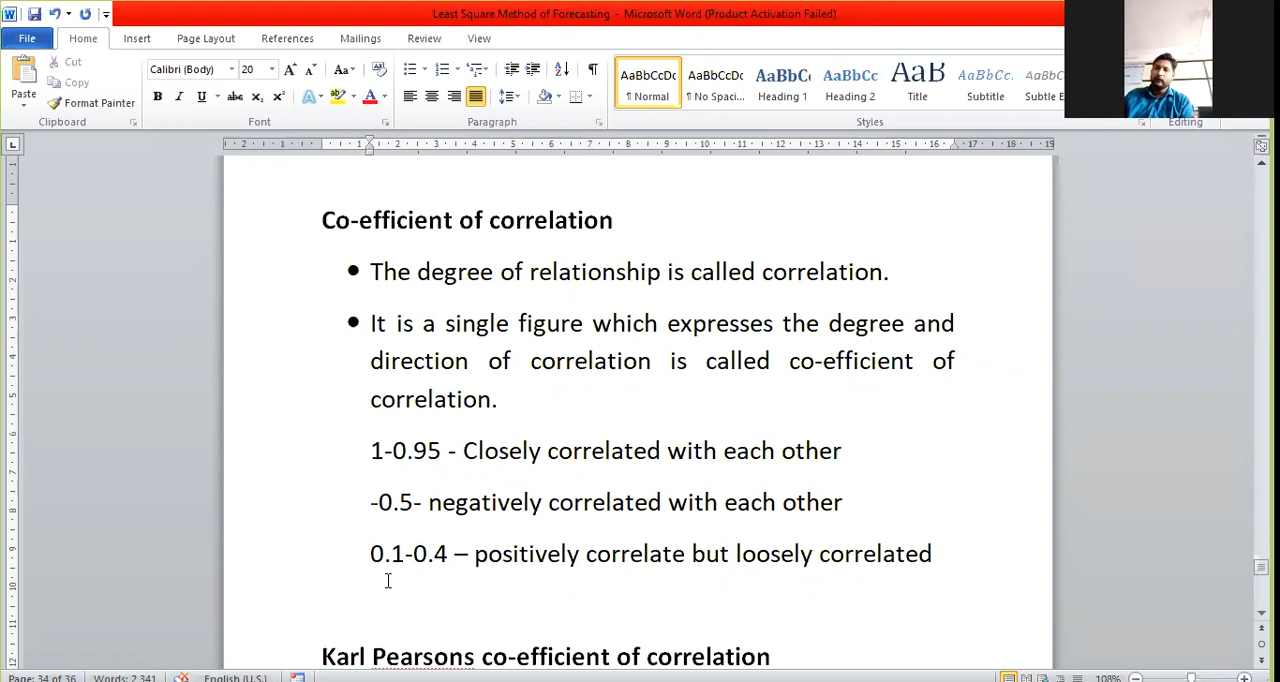 Least Square Method of Forecasting - Microsoft Word (Product Activation Failed)
File Home Insert Page Layout References Mailings Review View
Paste
Cut
Copy
Format Painter
Calibri (Body) 20
AaBbCcDc AaBbCcDc AaBbC AaBbCc AaB AaBbCc. AaBbCc
¶ Normal ¶ No Spaci... Heading 1 Heading 2 Title Subtitle Subtle E
Clipboard Font Paragraph Styles Editing
Co-efficient of correlation
• The degree of relationship is called correlation.
• It is a single figure which expresses the degree and
direction of correlation is called co-efficient of
correlation.
1-0.95 - Closely correlated with each other
-0.5- negatively correlated with each other
0.1-0.4 – positively correlate but loosely correlated
Karl Pearsons co-efficient of correlation
Page: 34 of 36 Words: 2,341 English (U.S.) 108%